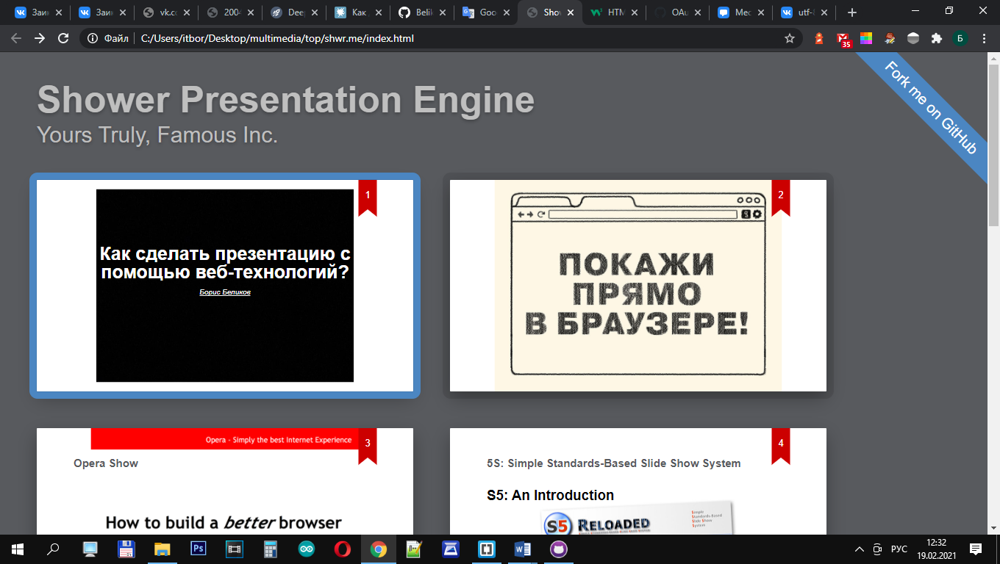 Заин
Заин
vk.co
2004
Deep
Как
Belik
Goo
Show
HTM
OAu
Мес
utf-8
Файл
C:/Users/itbor/Desktop/multimedia/top/shwr.me/index.html
35
Б
Fork me on GitHub
Shower Presentation Engine
Yours Truly, Famous Inc.
1
Как сделать презентацию с
помощью веб-технологий?
Борис Беликов
2
ПОКАЖИ
ПРЯМО
В БРАУЗЕРЕ!
Opera - Simply the best Internet Experience
3
Opera Show
How to build a better browser
4
5S: Simple Standards-Based Slide Show System
S5: An Introduction
S5 RELOADED
Simple
Standards-Based
Slide Show
System
Ps
W
РУС
12:32
19.02.2021